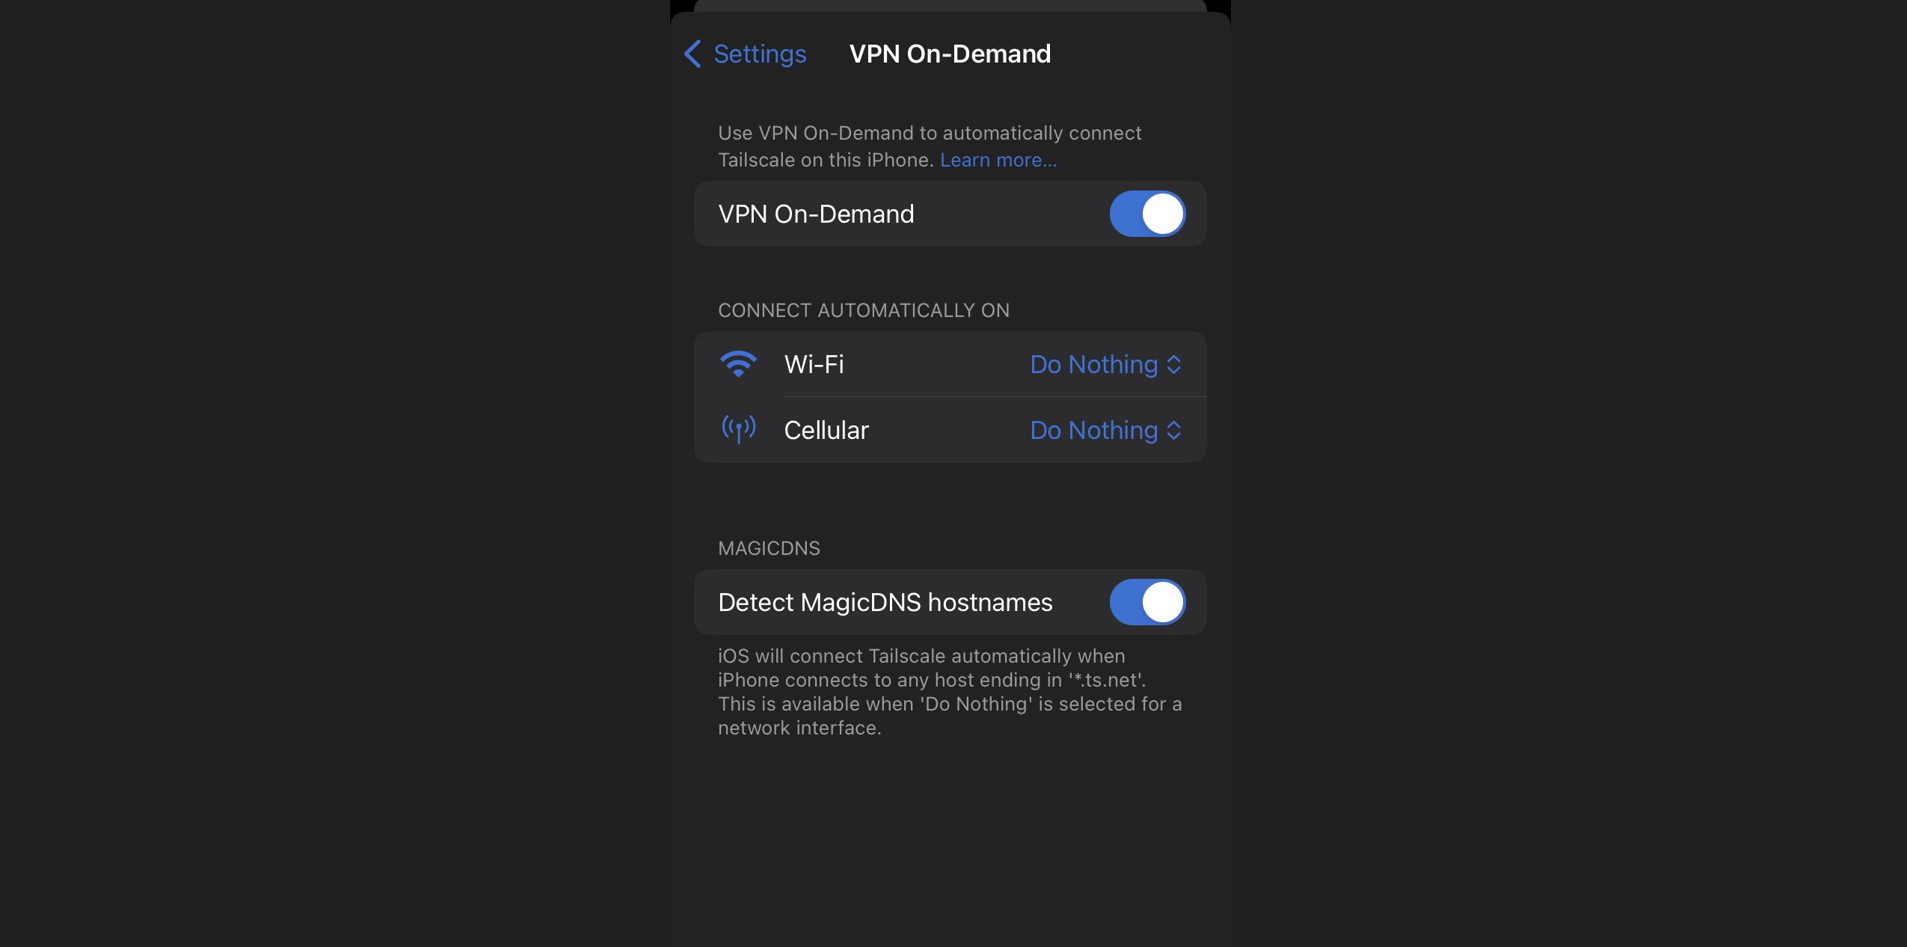 Settings
VPN On-Demand
Use VPN On-Demand to automatically connect
Tailscale on this iPhone. Learn more...
VPN On-Demand
CONNECT AUTOMATICALLY ON
Wi-Fi
Do Nothing
Cellular
Do Nothing
MAGICDNS
Detect MagicDNS hostnames
iOS will connect Tailscale automatically when
iPhone connects to any host ending in '*.ts.net'.
This is available when 'Do Nothing' is selected for a
network interface.